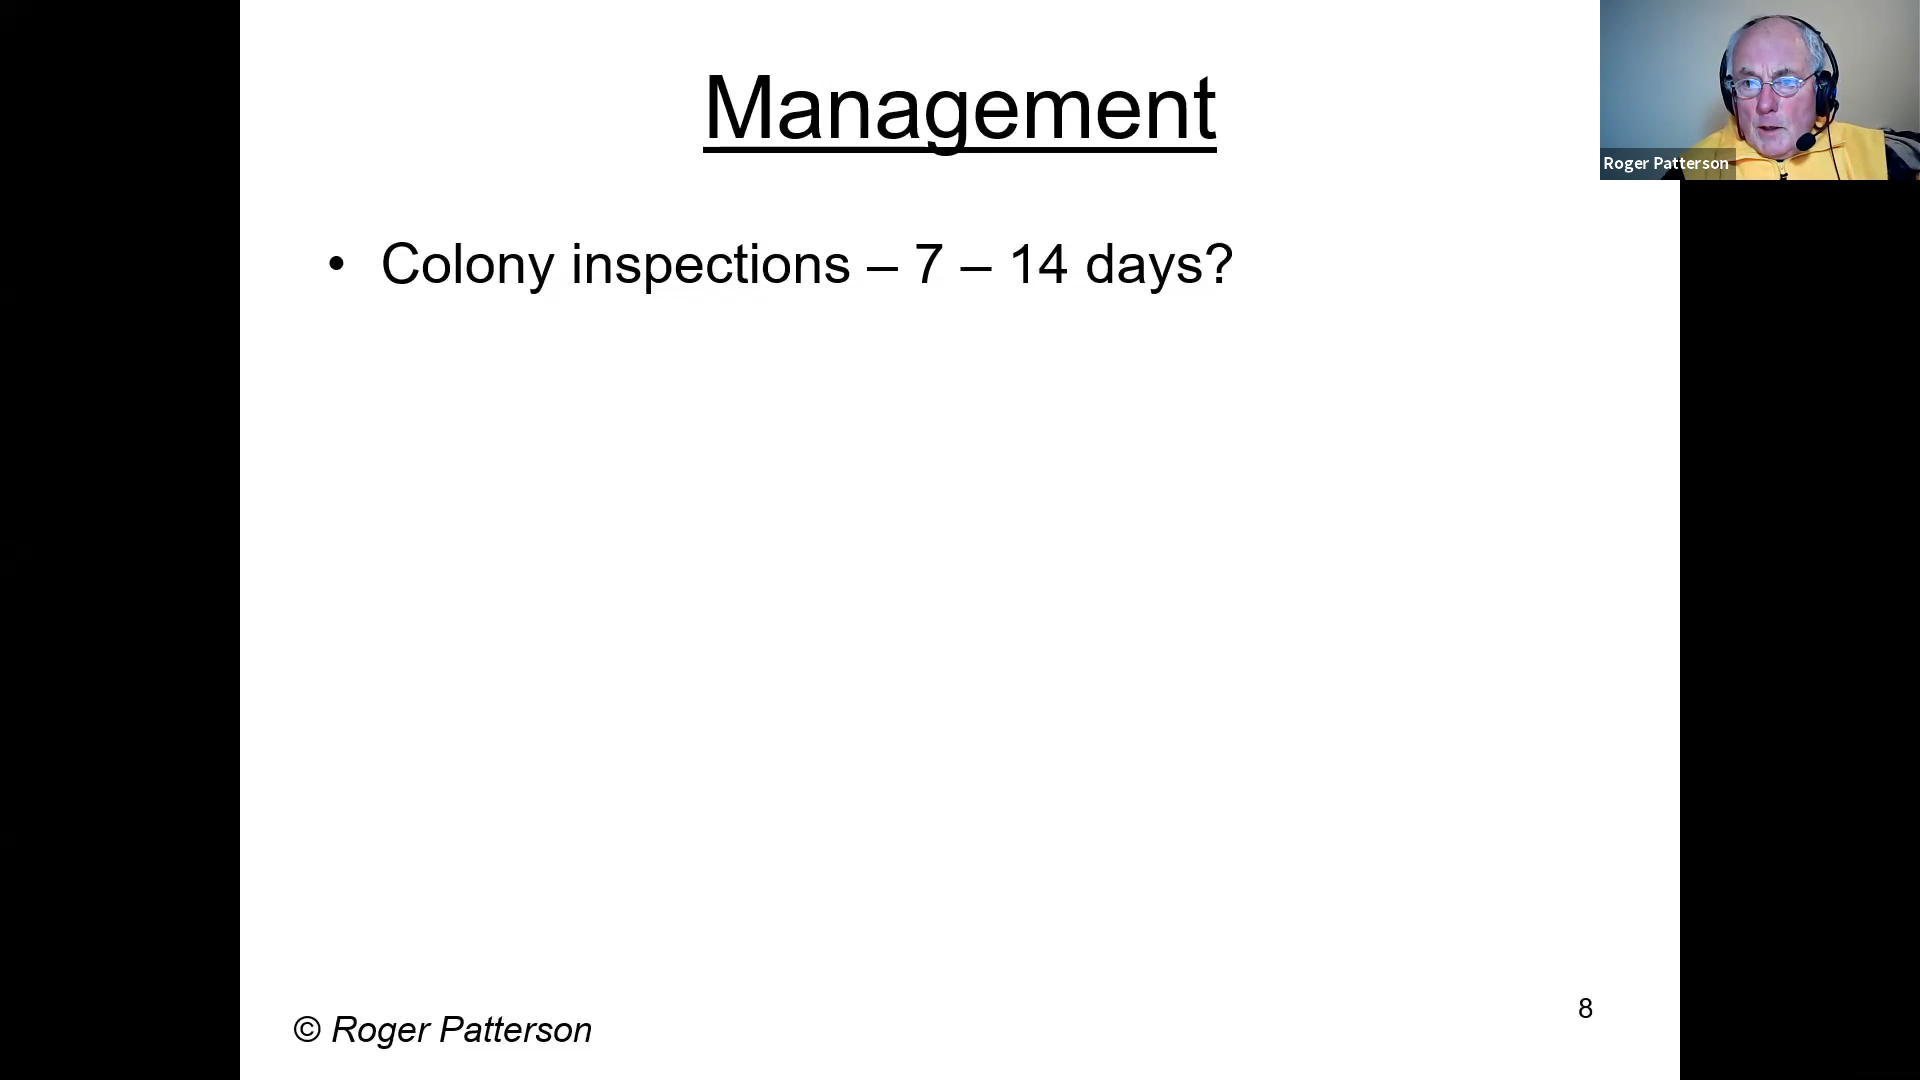 Management
Roger Patterson
• Colony inspections – 7 – 14 days?
© Roger Patterson
8